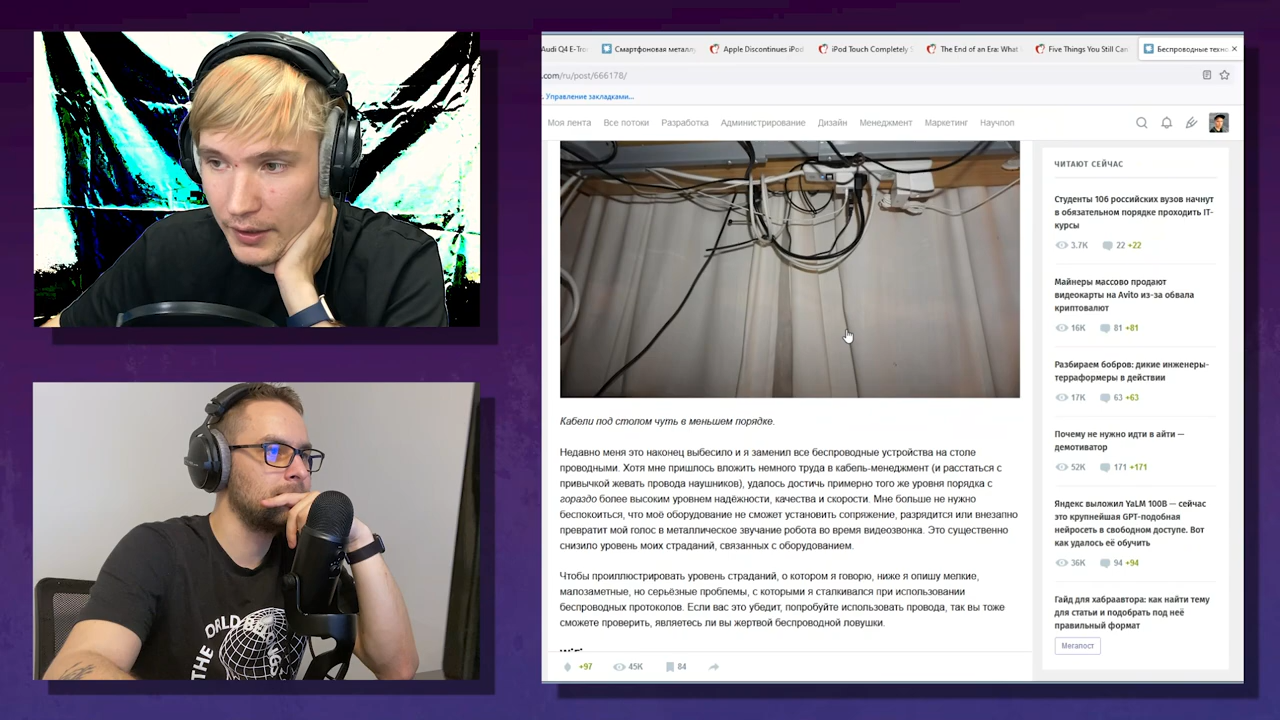 Audi Q4 E-Tro
Смартфоновая металл
Apple Discontinues iPod
iPod Touch Completely S
The End of an Era: What
Five Things You Still Can
Беспроводные техно
.com/ru/post/666178/
Управление закладками...
Моя лента
Все потоки
Разработка
Администрирование
Дизайн
Менеджмент
Маркетинг
Научпоп
Кабели под столом чуть в меньшем порядке.
Недавно меня это наконец выбесило и я заменил все беспроводные устройства на столе
проводными. Хотя мне пришлось вложить немного труда в кабель-менеджмент (и расстаться с
привычкой жевать провода наушников), удалось достичь примерно того же уровня порядка с
гораздо более высоким уровнем надёжности, качества и скорости. Мне больше не нужно
беспокоиться, что моё оборудование не сможет установить сопряжение, разрядится или внезапно
превратит мой голос в металлическое звучание робота во время видеозвонка. Это существенно
снизило уровень моих страданий, связанных с оборудованием.
Чтобы проиллюстрировать уровень страданий, о котором я говорю, ниже я опишу мелкие,
малозаметные, но серьёзные проблемы, с которыми я сталкивался при использовании
беспроводных протоколов. Если вас это убедит, попробуйте использовать провода, так вы тоже
сможете проверить, являетесь ли вы жертвой беспроводной ловушки.
+97
45K
84
ЧИТАЮТ СЕЙЧАС
Студенты 106 российских вузов начнут
в обязательном порядке проходить IT-
курсы
3.7K 22 +22
Майнеры массово продают
видеокарты на Avito из-за обвала
криптовалют
16K 81 +81
Разбираем бобров: дикие инженеры-
терраформеры в действии
17K 63 +63
Почему не нужно идти в айти —
демотиватор
52K 171 +171
Яндекс выложил YaLM 100B — сейчас
это крупнейшая GPT-подобная
нейросеть в свободном доступе. Вот
как удалось её обучить
36K 94 +94
Гайд для хабраавтора: как найти тему
для статьи и подобрать под неё
правильный формат
Мегапост
THE